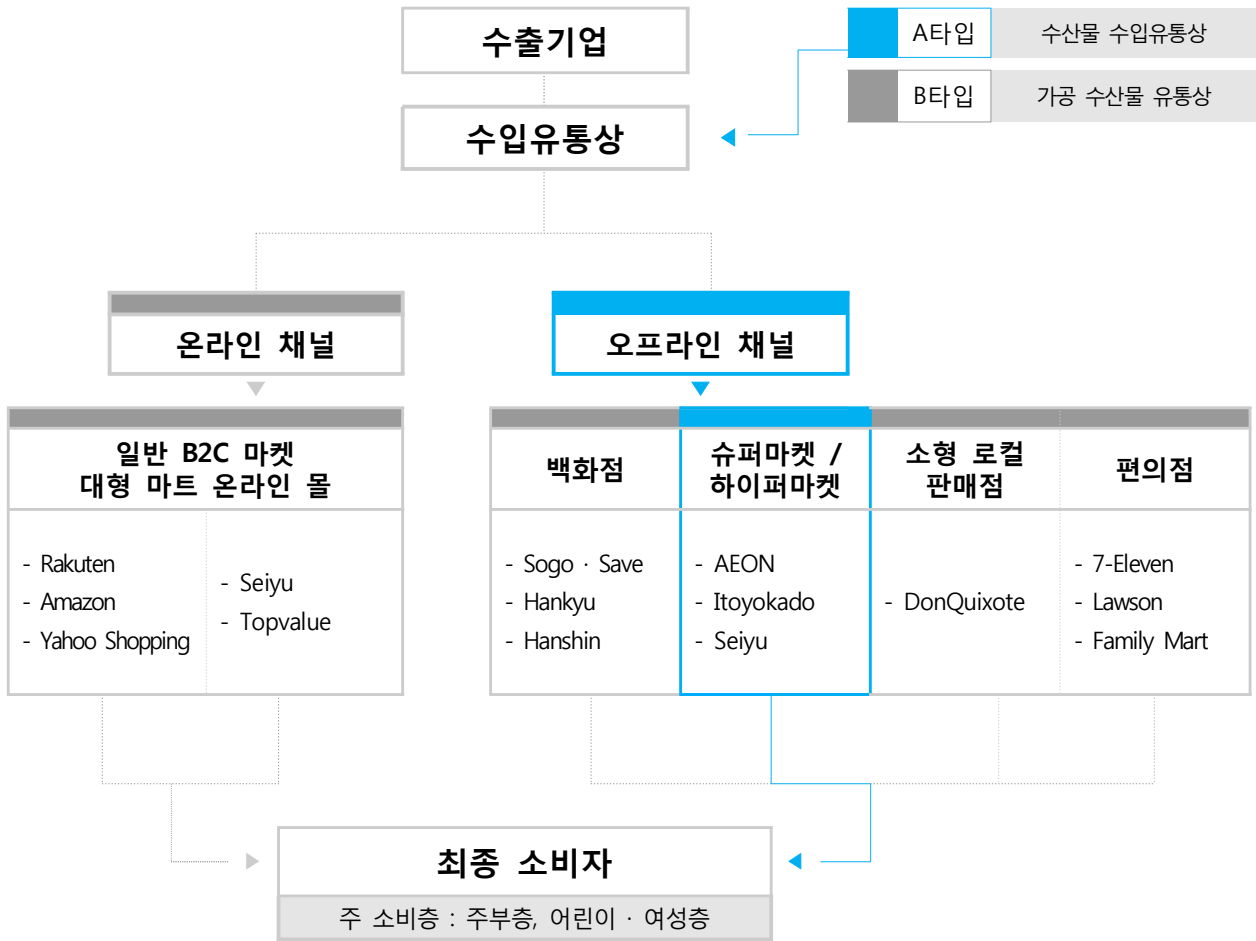 수출기업
A타입 수산물 수입유통상
B타입 가공 수산물 유통상
수입유통상
온라인 채널
오프라인 채널
일반 B2C 마켓
대형 마트 온라인 몰
- Rakuten
- Amazon
- Yahoo Shopping
- Seiyu
- Topvalue
백화점
- Sogo · Save
- Hankyu
- Hanshin
슈퍼마켓 /
하이퍼마켓
- AEON
- Itoyokado
- Seiyu
소형 로컬
판매점
- DonQuixote
편의점
- 7-Eleven
- Lawson
- Family Mart
최종 소비자
주 소비층 : 주부층, 어린이 · 여성층